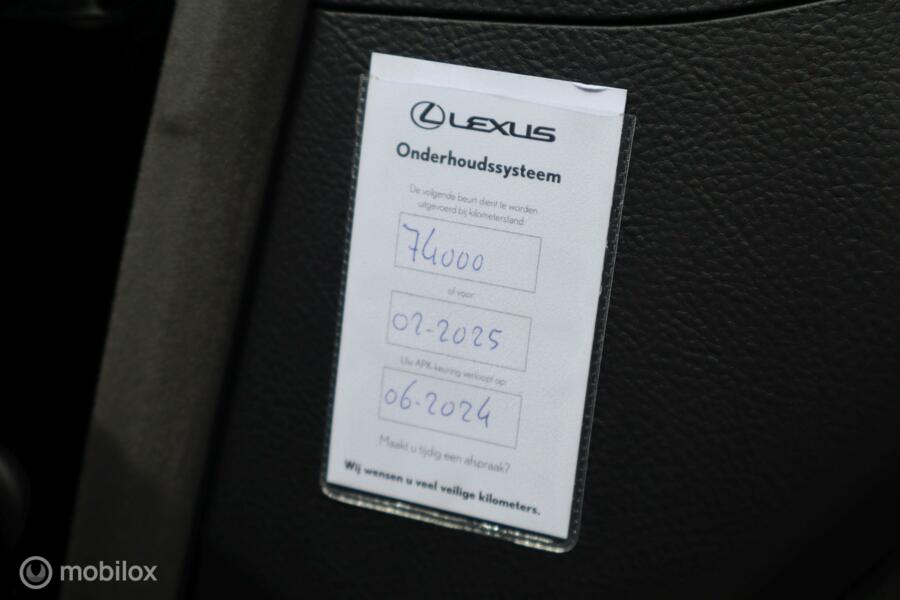 LEXUS
Onderhoudssysteem
De volgende beurt dient te worden
uitgevoerd bij kilometerstand:
74000
of voor:
02-2025
Uw APK-keuring verloopt op:
06-2024
Maakt u tijdig een afspraak?
Wij wensen u veel veilige kilometers.
mobilox